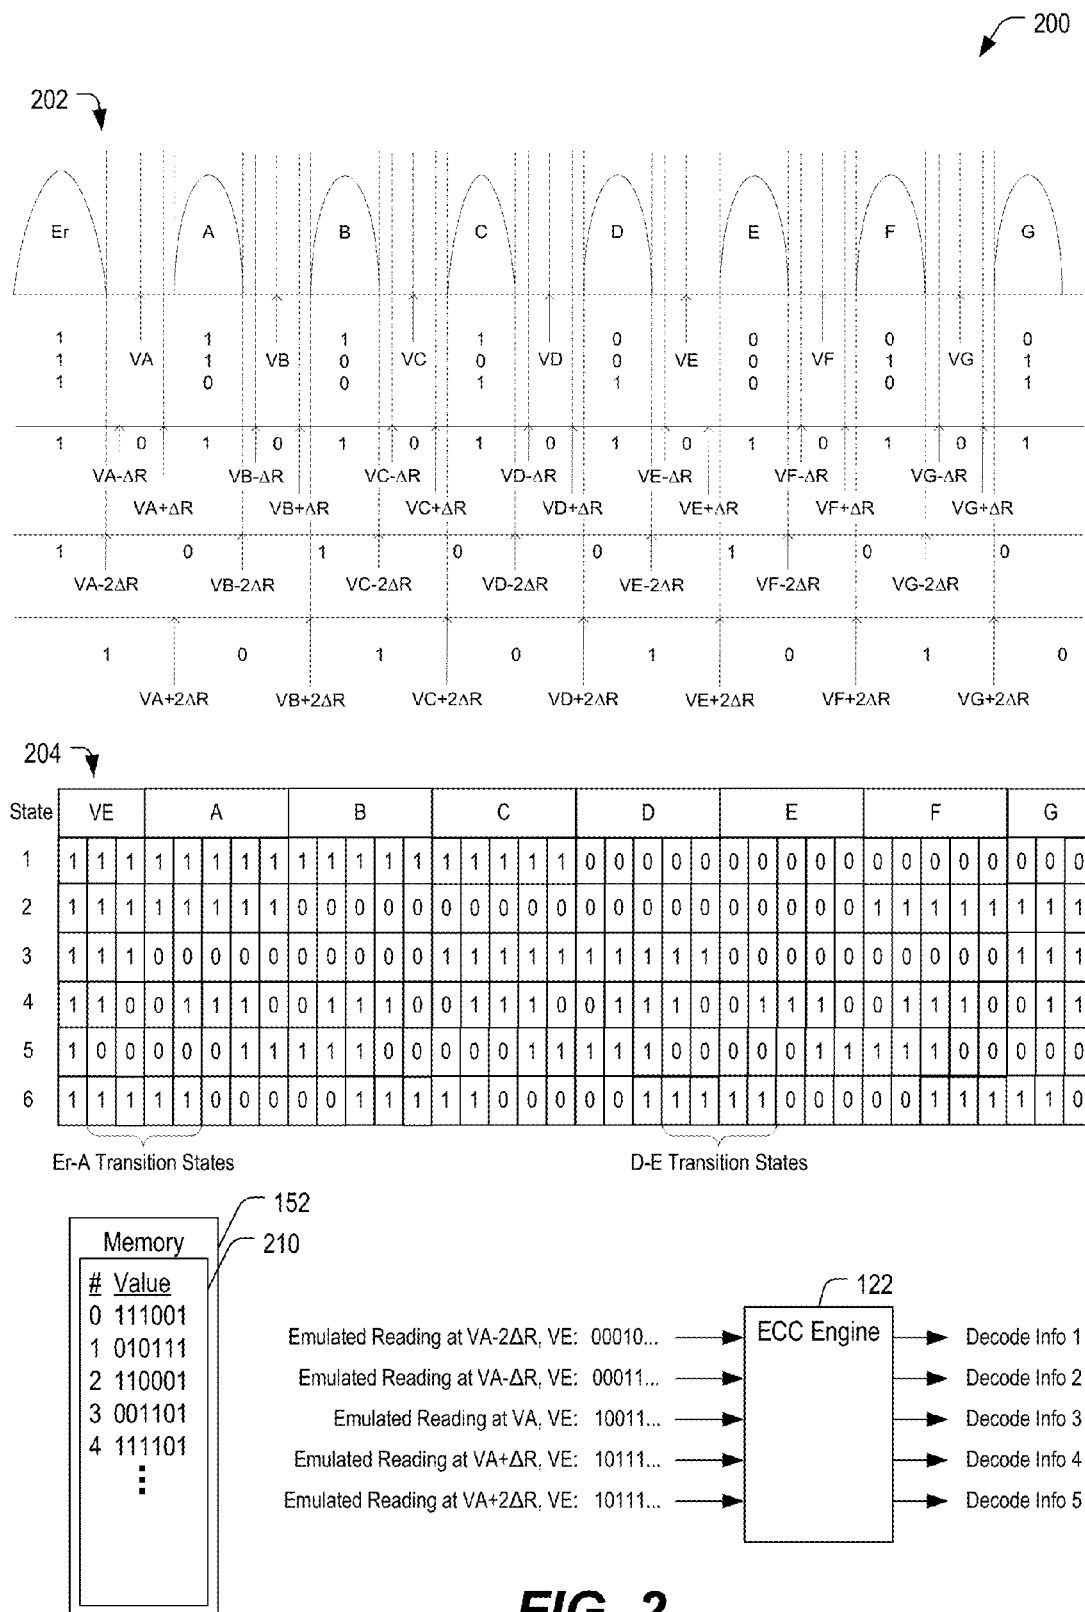 200
202
Er A B C D E F G
1 1 1 1 0 0 0 0
VA VB VC VD VE VF VG
1 1 0 0 0 0 1 1
1 0 0 1 1 0 0 1
1 0 1 0 1 0 1 0 1 0 1 0 1 0 1
VA-ΔR VB-ΔR VC-ΔR VD-ΔR VE-ΔR VF-ΔR VG-ΔR
VA+ΔR VB+ΔR VC+ΔR VD+ΔR VE+ΔR VF+ΔR VG+ΔR
1 0 1 0 0 1 0 0
VA-2ΔR VB-2ΔR VC-2ΔR VD-2ΔR VE-2ΔR VF-2ΔR VG-2ΔR
1 0 1 0 1 0 1 0
VA+2ΔR VB+2ΔR VC+2ΔR VD+2ΔR VE+2ΔR VF+2ΔR VG+2ΔR
204
State VE A B C D E F G
1 1 1 1 1 1 1 1 1 1 1 1 1 1 1 1 1 1 1 0 0 0 0 0 0 0 0 0 0 0 0 0 0 0 0 0 0
2 1 1 1 1 1 1 1 1 0 0 0 0 0 0 0 0 0 0 0 0 0 0 0 0 0 0 0 0 1 1 1 1 1 1 1 1
3 1 1 1 0 0 0 0 0 0 0 0 0 0 1 1 1 1 1 1 1 1 1 1 0 0 0 0 0 0 0 0 0 0 1 1 1
4 1 1 0 0 1 1 1 0 0 1 1 1 0 0 1 1 1 0 0 1 1 1 0 0 1 1 1 0 0 1 1 1 0 0 1 1
5 1 0 0 0 0 0 1 1 1 1 1 0 0 0 0 0 1 1 1 1 1 0 0 0 0 0 1 1 1 1 1 0 0 0 0 0
6 1 1 1 1 1 0 0 0 0 0 1 1 1 1 1 0 0 0 0 0 1 1 1 1 1 0 0 0 0 0 1 1 1 1 1 0
Er-A Transition States D-E Transition States
152
Memory
210
# Value
0 111001
1 010111
2 110001
3 001101
4 111101
122
ECC Engine
Emulated Reading at VA-2ΔR, VE: 00010... Decode Info 1
Emulated Reading at VA-ΔR, VE: 00011... Decode Info 2
Emulated Reading at VA, VE: 10011... Decode Info 3
Emulated Reading at VA+ΔR, VE: 10111... Decode Info 4
Emulated Reading at VA+2ΔR, VE: 10111... Decode Info 5
FIG. 2